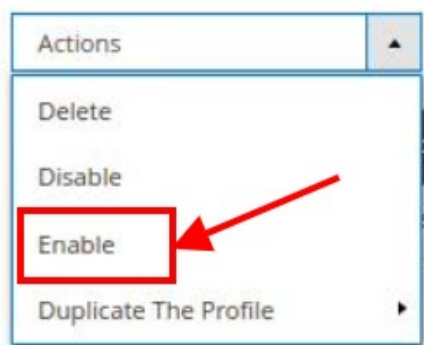 Actions
Delete
Disable
Enable
Duplicate The Profile